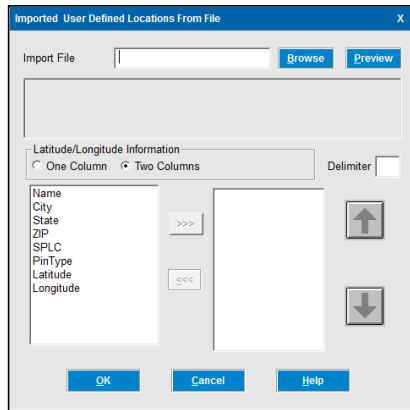 Imported User Defined Locations From File X
Import File Browse Preview
Latitude/Longitude Information
One Column Two Columns Delimiter
Name
City
State
ZIP
SPLC
PinType
Latitude
Longitude
>>>
<<<
OK Cancel Help